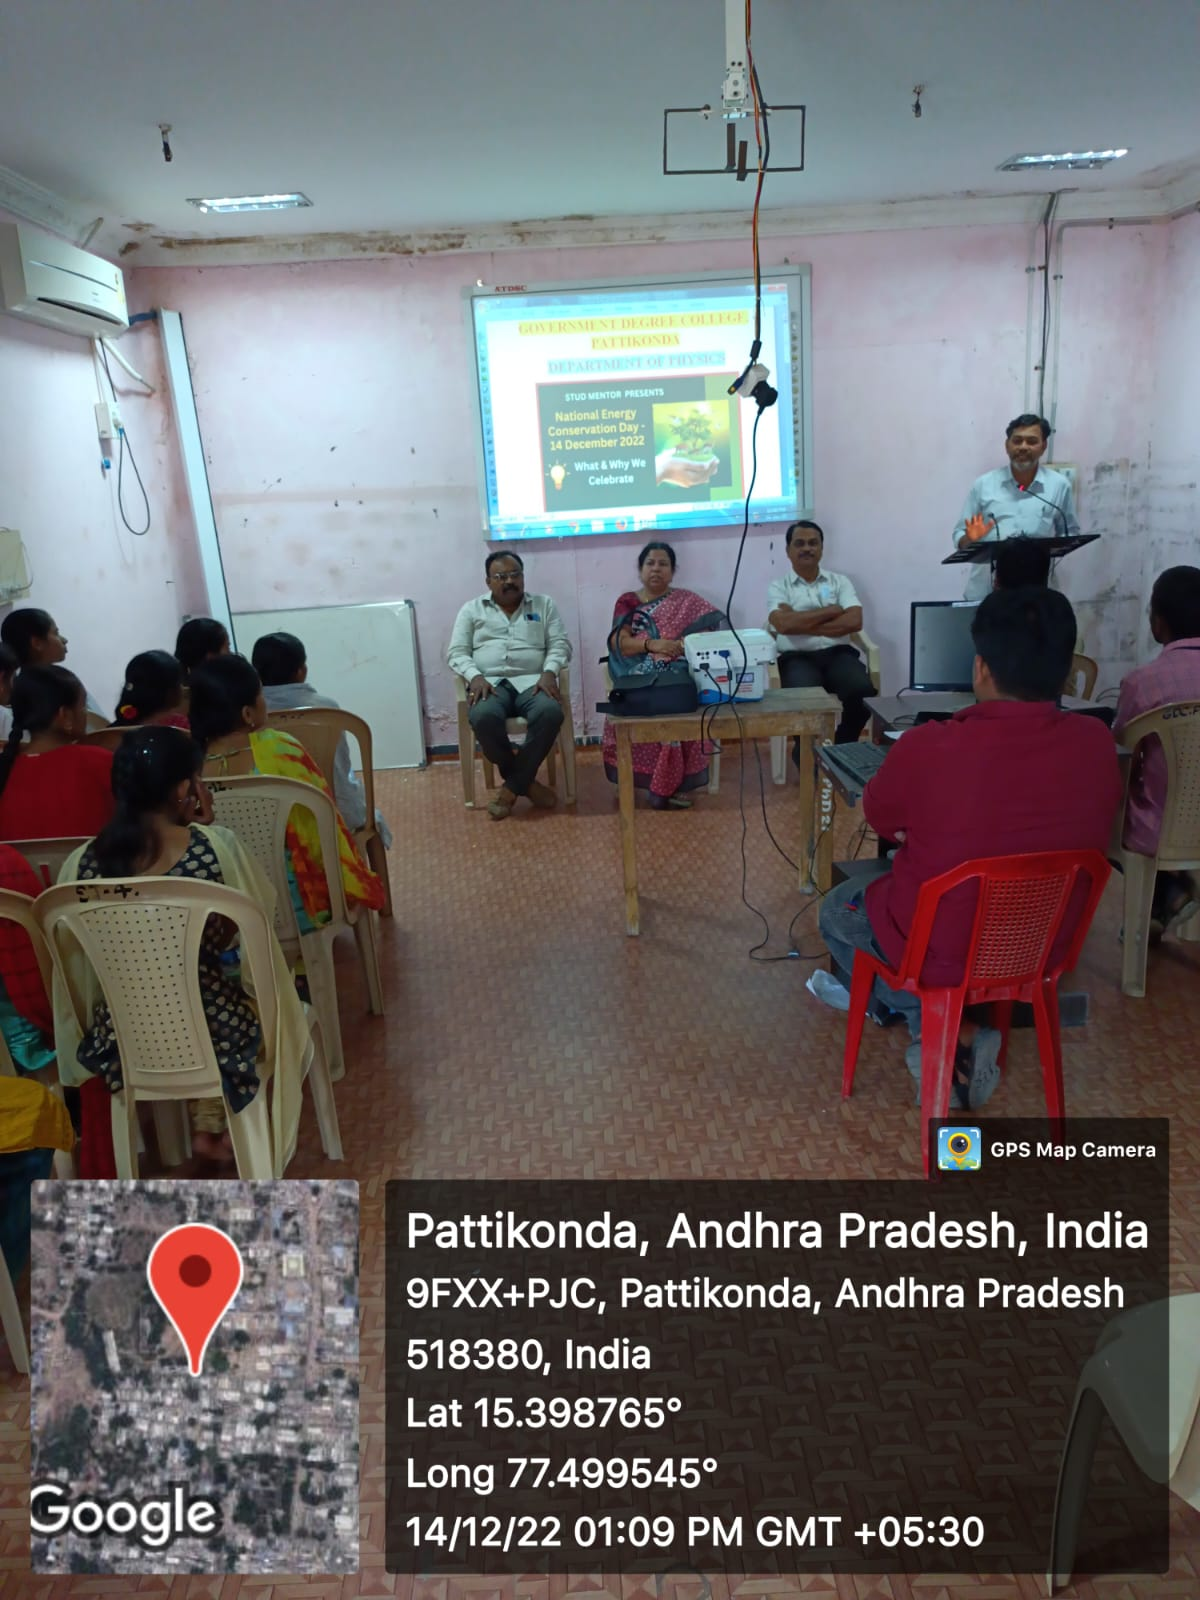 GOVERNMENT DEGREE COLLEGE
PATTIKONDA
DEPARTMENT OF PHYSICS
STUD MENTOR PRESENTS
National Energy
Conservation Day -
14 December 2022
What & Why We
Celebrate
GPS Map Camera
Pattikonda, Andhra Pradesh, India
9FXX+PJC, Pattikonda, Andhra Pradesh
518380, India
Lat 15.398765°
Long 77.499545°
14/12/22 01:09 PM GMT +05:30
Google